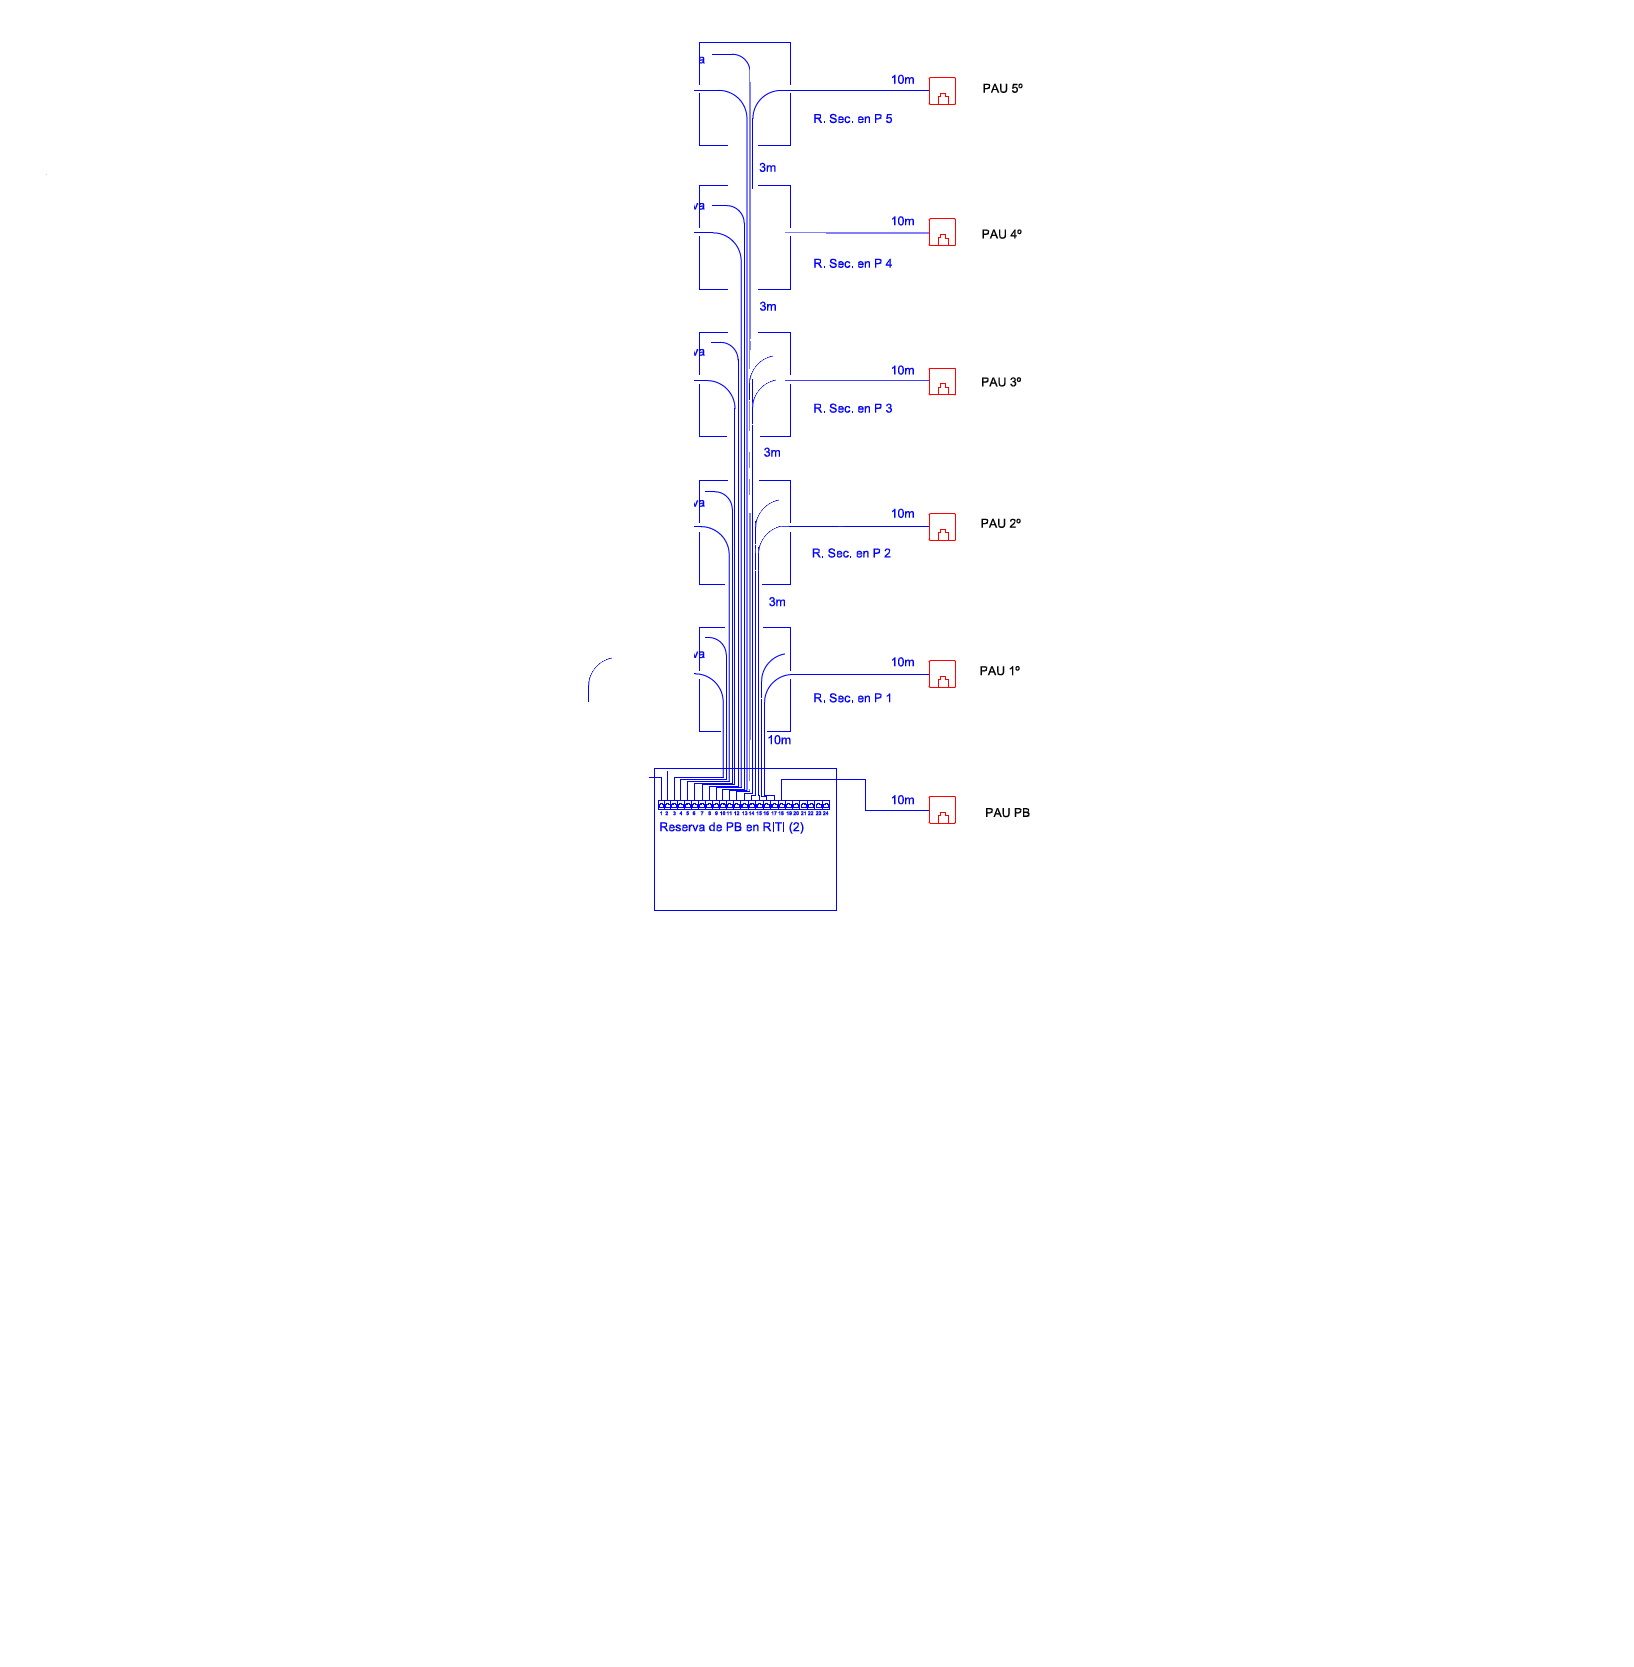 a
10m
PAU 5º
R. Sec. en P 5
3m
va
10m
PAU 4º
R. Sec. en P 4
3m
va
10m
PAU 3º
R. Sec. en P 3
3m
va
10m
PAU 2º
R. Sec. en P 2
3m
va
10m
PAU 1º
R. Sec. en P 1
10m
10m
PAU PB
1 2 3 4 5 6 7 8 9 10 11 12 13 14 15 16 17 18 19 20 21 22 23 24
Reserva de PB en RITI (2)